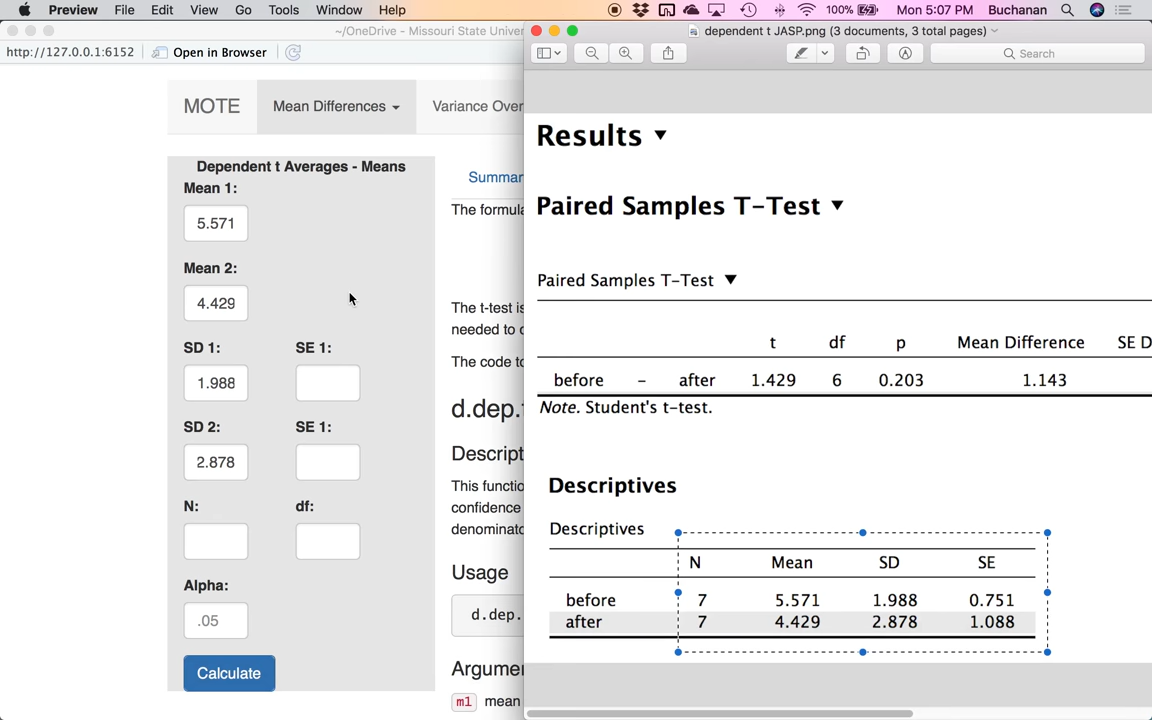 Preview File Edit View Go Tools Window Help 100% Mon 5:07 PM Buchanan
~/OneDrive - Missouri State Univer
http://127.0.0.1:6152 Open in Browser
MOTE Mean Differences Variance Over
Dependent t Averages - Means
Mean 1:
5.571
Mean 2:
4.429
SD 1: SE 1:
1.988
SD 2: SE 1:
2.878
N: df:
Alpha:
.05
Calculate
Summar
The formula
The t-test is
needed to c
The code to
d.dep.
Descript
This functio
confidence
denominato
Usage
d.dep.
Argumen
m1 mean
dependent t JASP.png (3 documents, 3 total pages)
Search
Results
Paired Samples T-Test
Paired Samples T-Test
t df p Mean Difference SE D
before - after 1.429 6 0.203 1.143
Note. Student's t-test.
Descriptives
Descriptives
N Mean SD SE
before 7 5.571 1.988 0.751
after 7 4.429 2.878 1.088